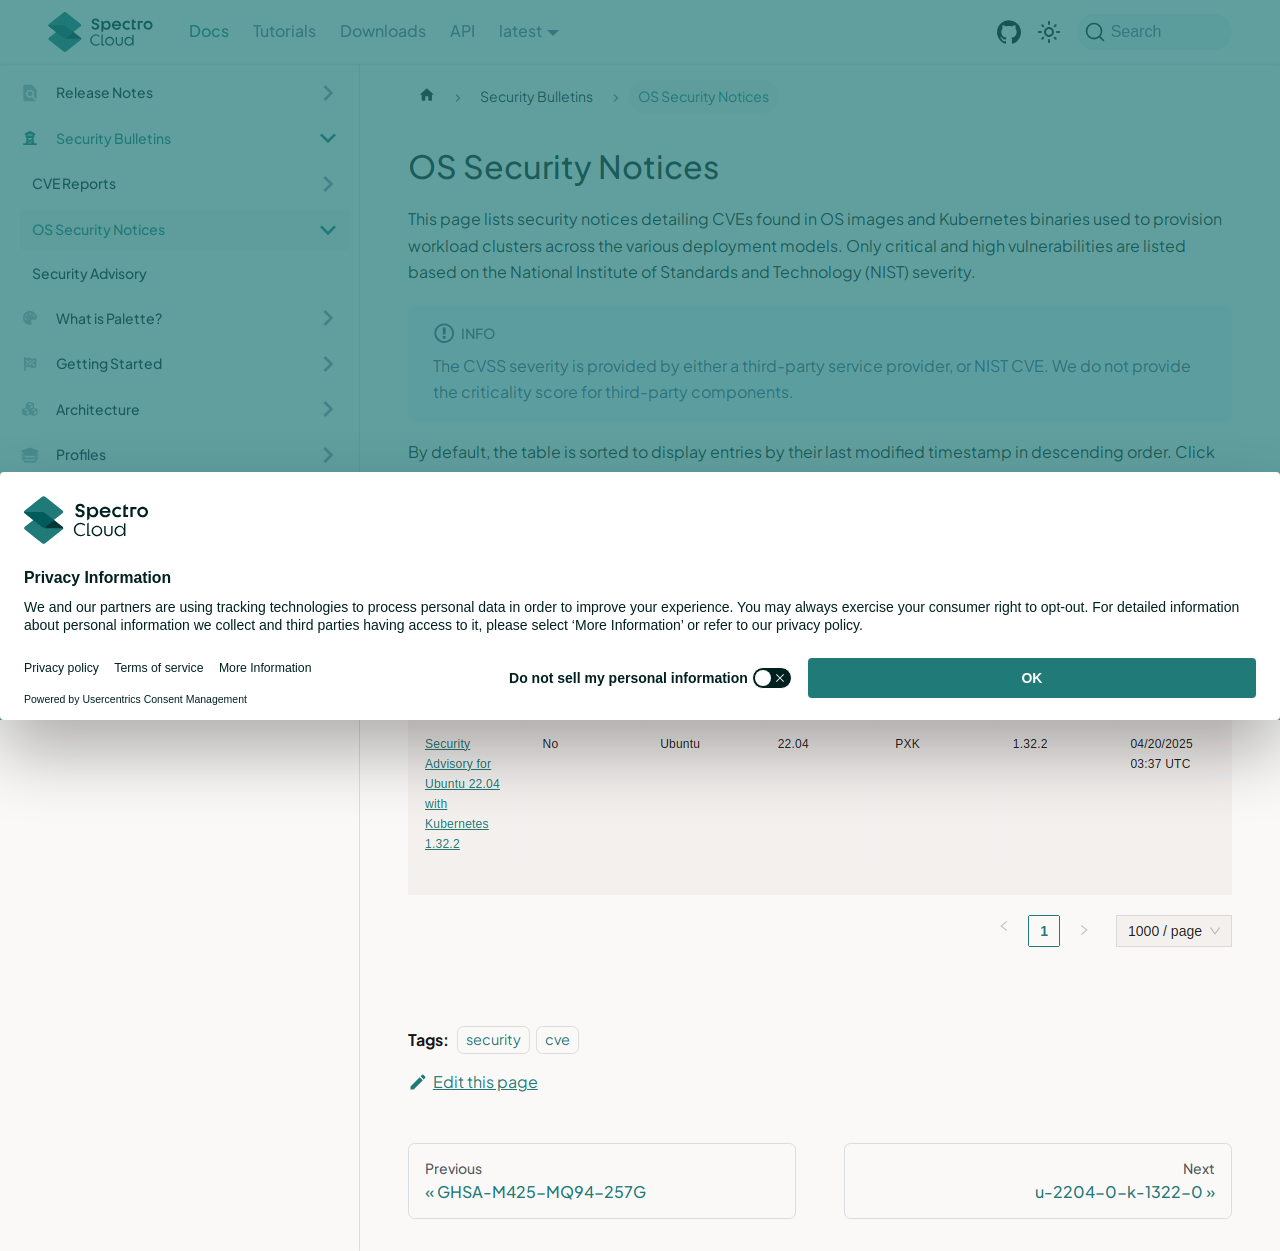 Spectro Cloud
Docs
Tutorials
Downloads
API
latest
Search
Release Notes
Security Bulletins
CVE Reports
OS Security Notices
Security Advisory
What is Palette?
Getting Started
Architecture
Profiles
Security Bulletins
OS Security Notices
OS Security Notices
This page lists security notices detailing CVEs found in OS images and Kubernetes binaries used to provision
workload clusters across the various deployment models. Only critical and high vulnerabilities are listed
based on the National Institute of Standards and Technology (NIST) severity.
INFO
The CVSS severity is provided by either a third-party service provider, or NIST CVE. We do not provide
the criticality score for third-party components.
By default, the table is sorted to display entries by their last modified timestamp in descending order. Click
Spectro
Cloud
Privacy Information
We and our partners are using tracking technologies to process personal data in order to improve your experience. You may always exercise your consumer right to opt-out. For detailed information
about personal information we collect and third parties having access to it, please select ‘More Information’ or refer to our privacy policy.
Privacy policy
Terms of service
More Information
Do not sell my personal information
OK
Powered by Usercentrics Consent Management
Security
Advisory for
Ubuntu 22.04
with
Kubernetes
1.32.2
No
Ubuntu
22.04
PXK
1.32.2
04/20/2025
03:37 UTC
1
1000 / page
Tags:
security
cve
Edit this page
Previous
« GHSA-M425-MQ94-257G
Next
u-2204-0-k-1322-0 »